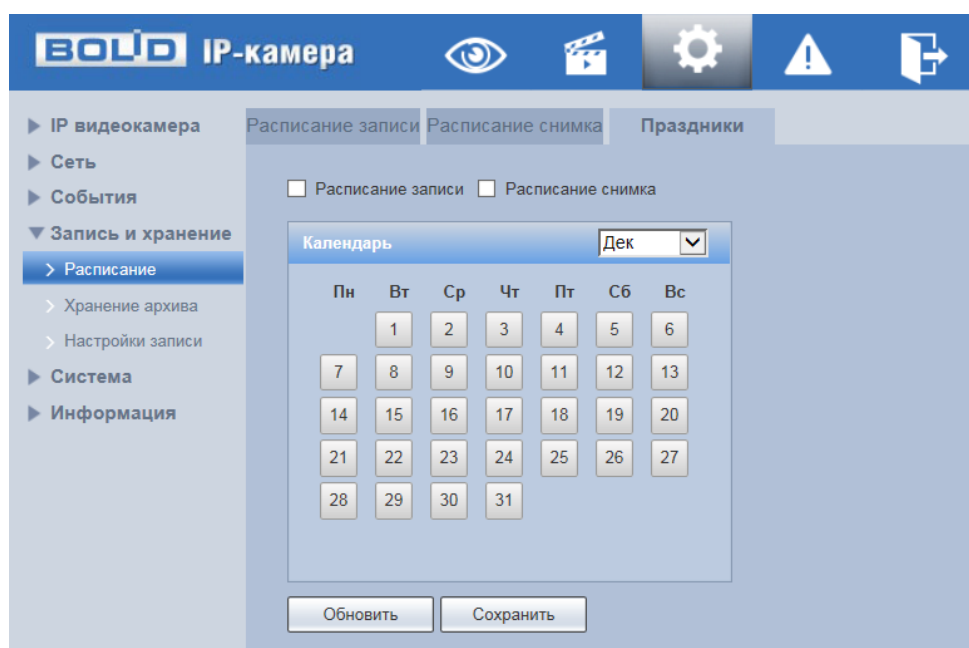 BOLID IP-камера
IP видеокамера
Сеть
События
Запись и хранение
Расписание
Хранение архива
Настройки записи
Система
Информация
Расписание записи Расписание снимка Праздники
Расписание записи Расписание снимка
Календарь Дек
Пн Вт Ср Чт Пт Сб Вс
1 2 3 4 5 6
7 8 9 10 11 12 13
14 15 16 17 18 19 20
21 22 23 24 25 26 27
28 29 30 31
Обновить Сохранить